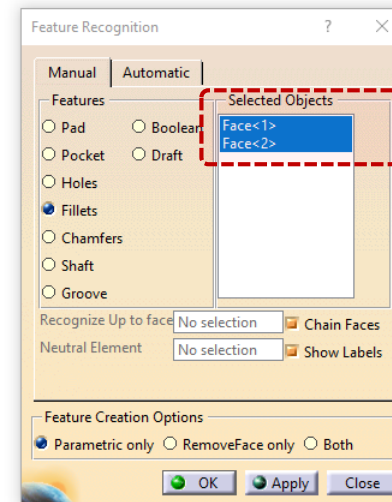 Feature Recognition ? ×
Manual Automatic
Features
Selected Objects
Pad Boolean
Face<1>
Pocket Draft
Face<2>
Holes
Fillets
Chamfers
Shaft
Groove
Recognize Up to face No selection Chain Faces
Neutral Element No selection Show Labels
Feature Creation Options
Parametric only RemoveFace only Both
OK Apply Close